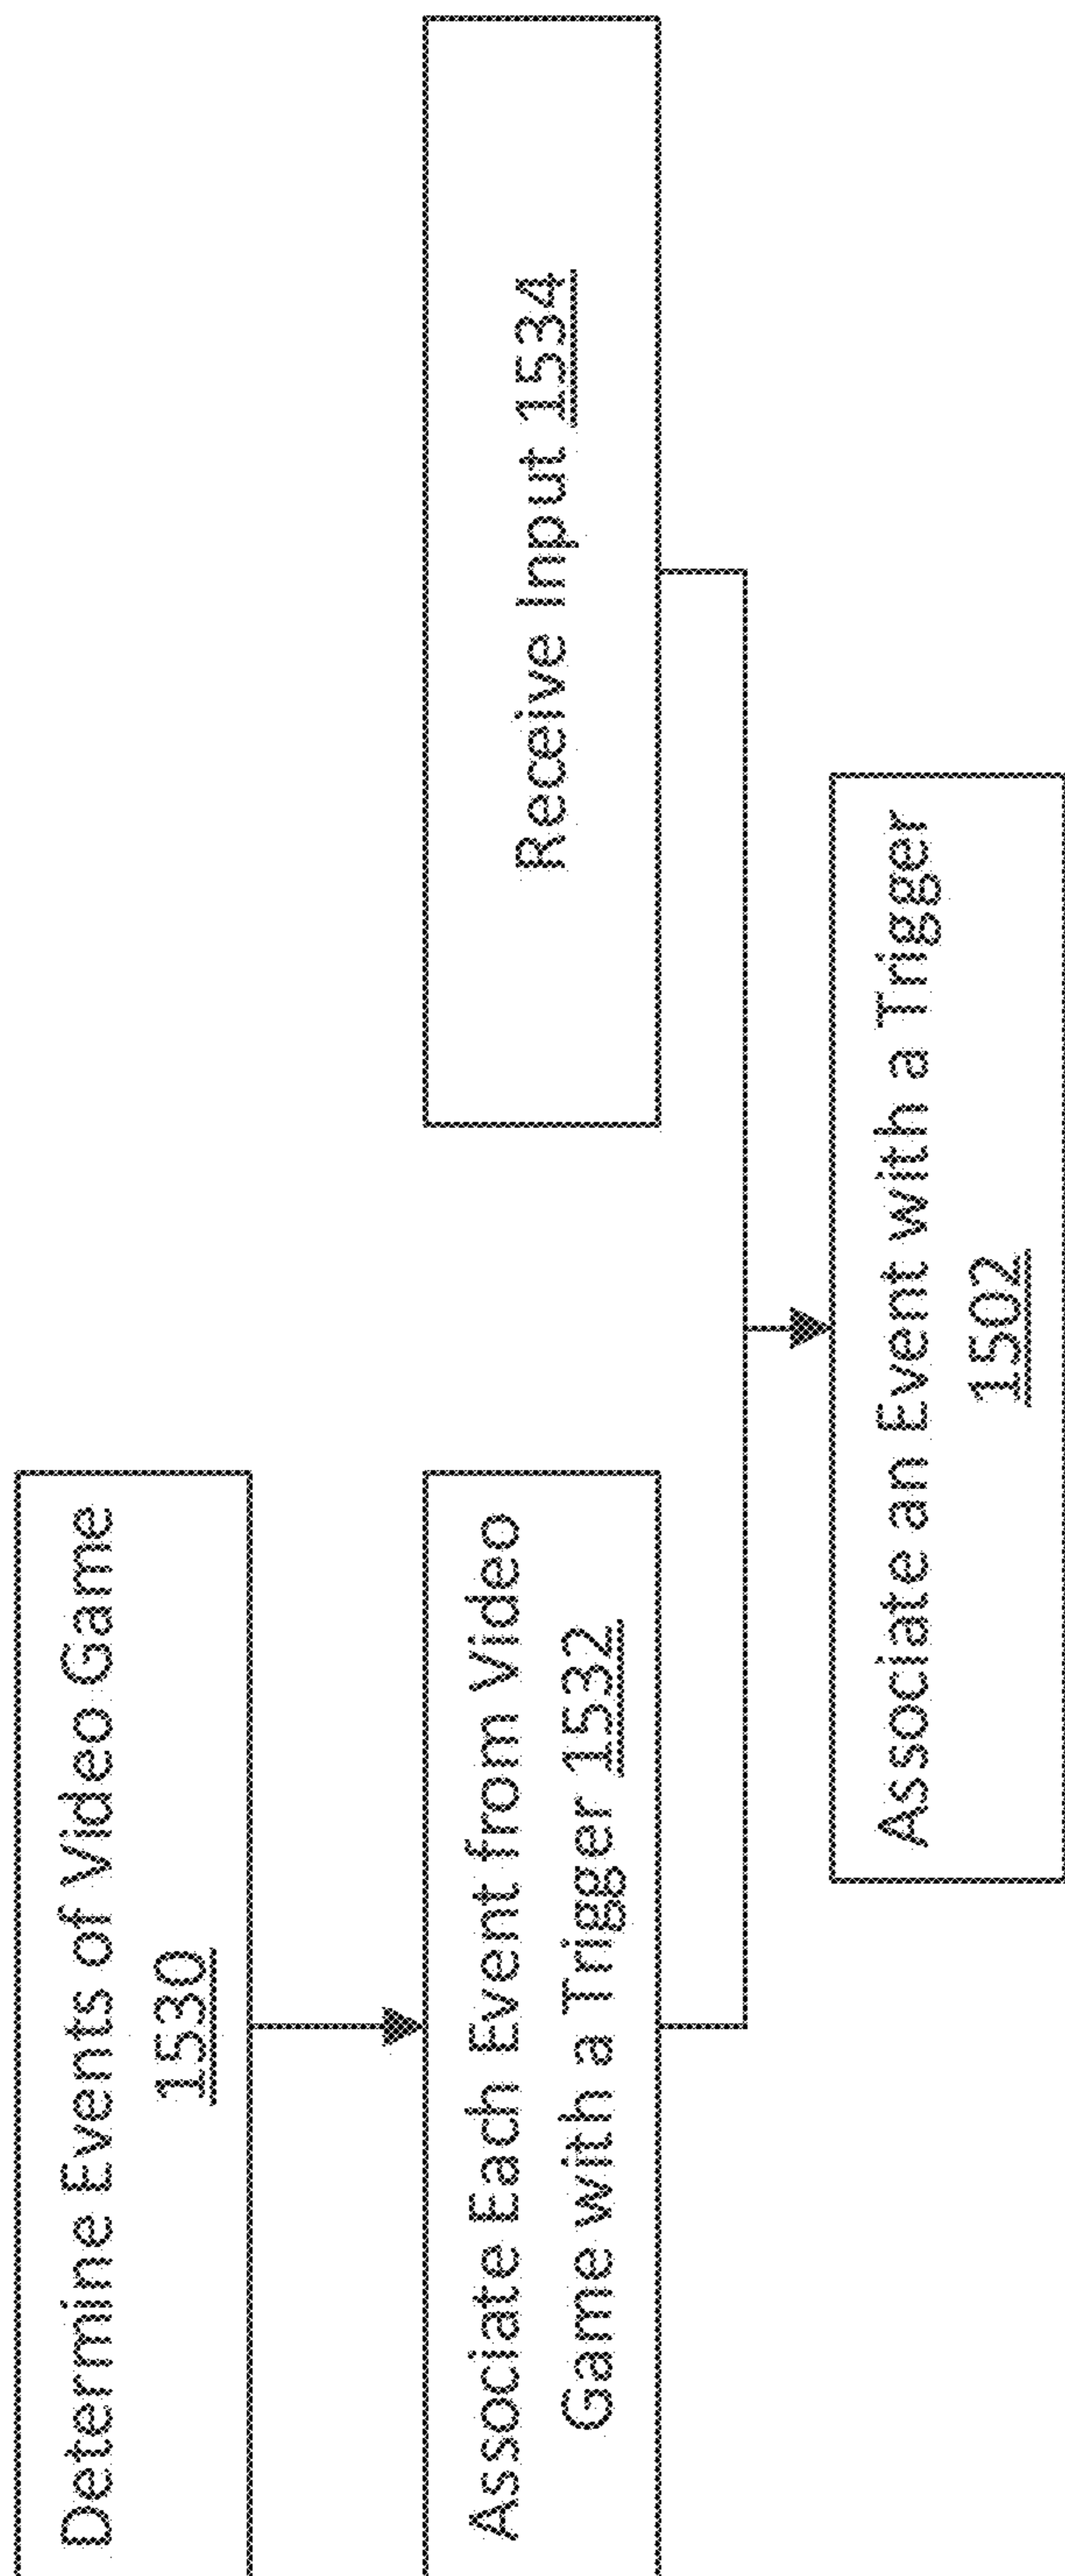 Determine Events of Video Game
1530
Associate Each Event from Video
Game with a Trigger 1532
Receive Input 1534
Associate an Event with a Trigger
1502